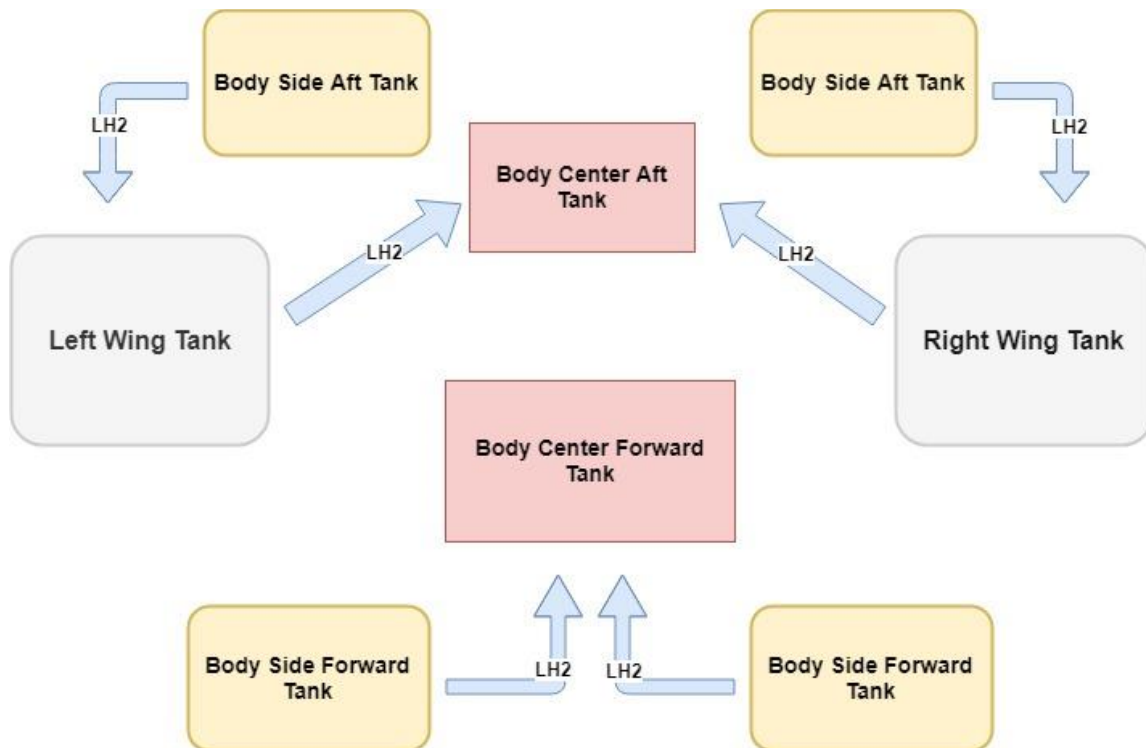 Body Side Aft Tank
Body Side Aft Tank
LH2
LH2
Body Center Aft
Tank
LH2
LH2
Left Wing Tank
Right Wing Tank
Body Center Forward
Tank
Body Side Forward
Tank
LH2
LH2
Body Side Forward
Tank